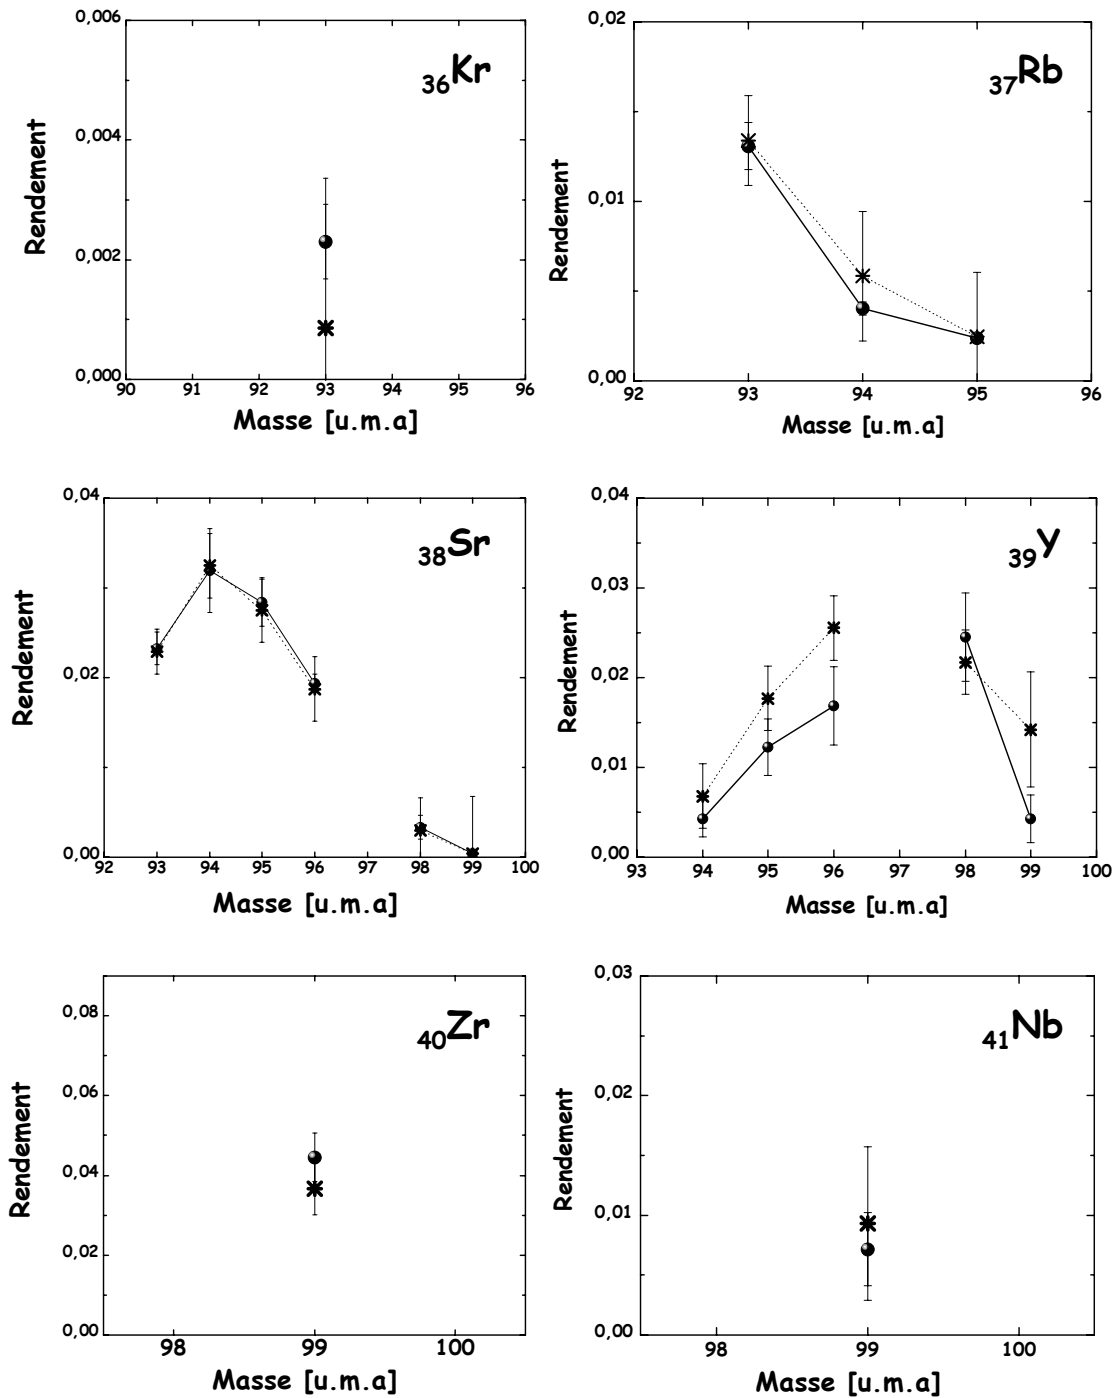 0,006
0,004
0,002
0,000
90 91 92 93 94 95 96
Rendement
Masse [u.m.a]
36Kr
0,02
0,01
0,00
92 93 94 95 96
Rendement
Masse [u.m.a]
37Rb
0,04
0,02
0,00
92 93 94 95 96 97 98 99 100
Rendement
Masse [u.m.a]
38Sr
0,04
0,03
0,02
0,01
0,00
93 94 95 96 97 98 99 100
Rendement
Masse [u.m.a]
39Y
0,08
0,06
0,04
0,02
0,00
98 99 100
Rendement
Masse [u.m.a]
40Zr
0,03
0,02
0,01
0,00
98 99 100
Rendement
Masse [u.m.a]
41Nb